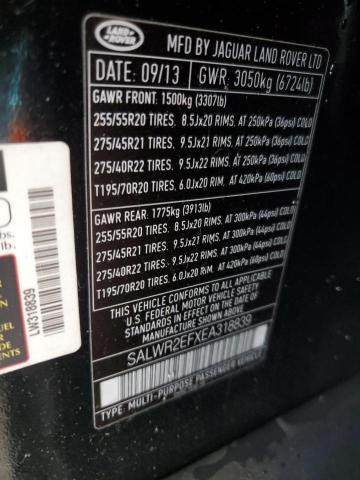 LAND ROVER
MFD BY JAGUAR LAND ROVER LTD
DATE: 09/13 GWR: 3050kg (6724lb)
GAWR FRONT: 1500kg (3307lb)
255/55R20 TIRES, 8.5Jx20 RIMS, AT 250kPA (36psi) COLD
275/45R21 TIRES, 9.5Jx21 RIMS, AT 250kPA (36psi) COLD
275/40R22 TIRES, 9.5Jx22 RIMS, AT 250kPA (36psi) COLD
T195/70R20 TIRES, 6.0Jx20 RIM, AT 420kPA (60psi) COLD
GAWR REAR: 1775kg (3913lb)
255/55R20 TIRES, 8.5Jx20 RIMS, AT 300kPA (44psi) COLD
275/45R21 TIRES, 9.5Jx21 RIMS, AT 300kPA (44psi) COLD
275/40R22 TIRES, 9.5Jx22 RIMS, AT 300kPA (44psi) COLD
T195/70R20 TIRES, 6.0Jx20 RIM, AT 420kPA (60psi) COLD
THIS VEHICLE CONFORMS TO ALL APPLICABLE
U.S. FEDERAL MOTOR VEHICLE SAFETY
AND THEFT PREVENTION STANDARDS IN EFFECT
ON THE DATE OF MANUFACTURE SHOWN ABOVE.
SALWR2EFXEA318839
TYPE: MULTI-PURPOSE PASSENGER VEHICLE
LW318839